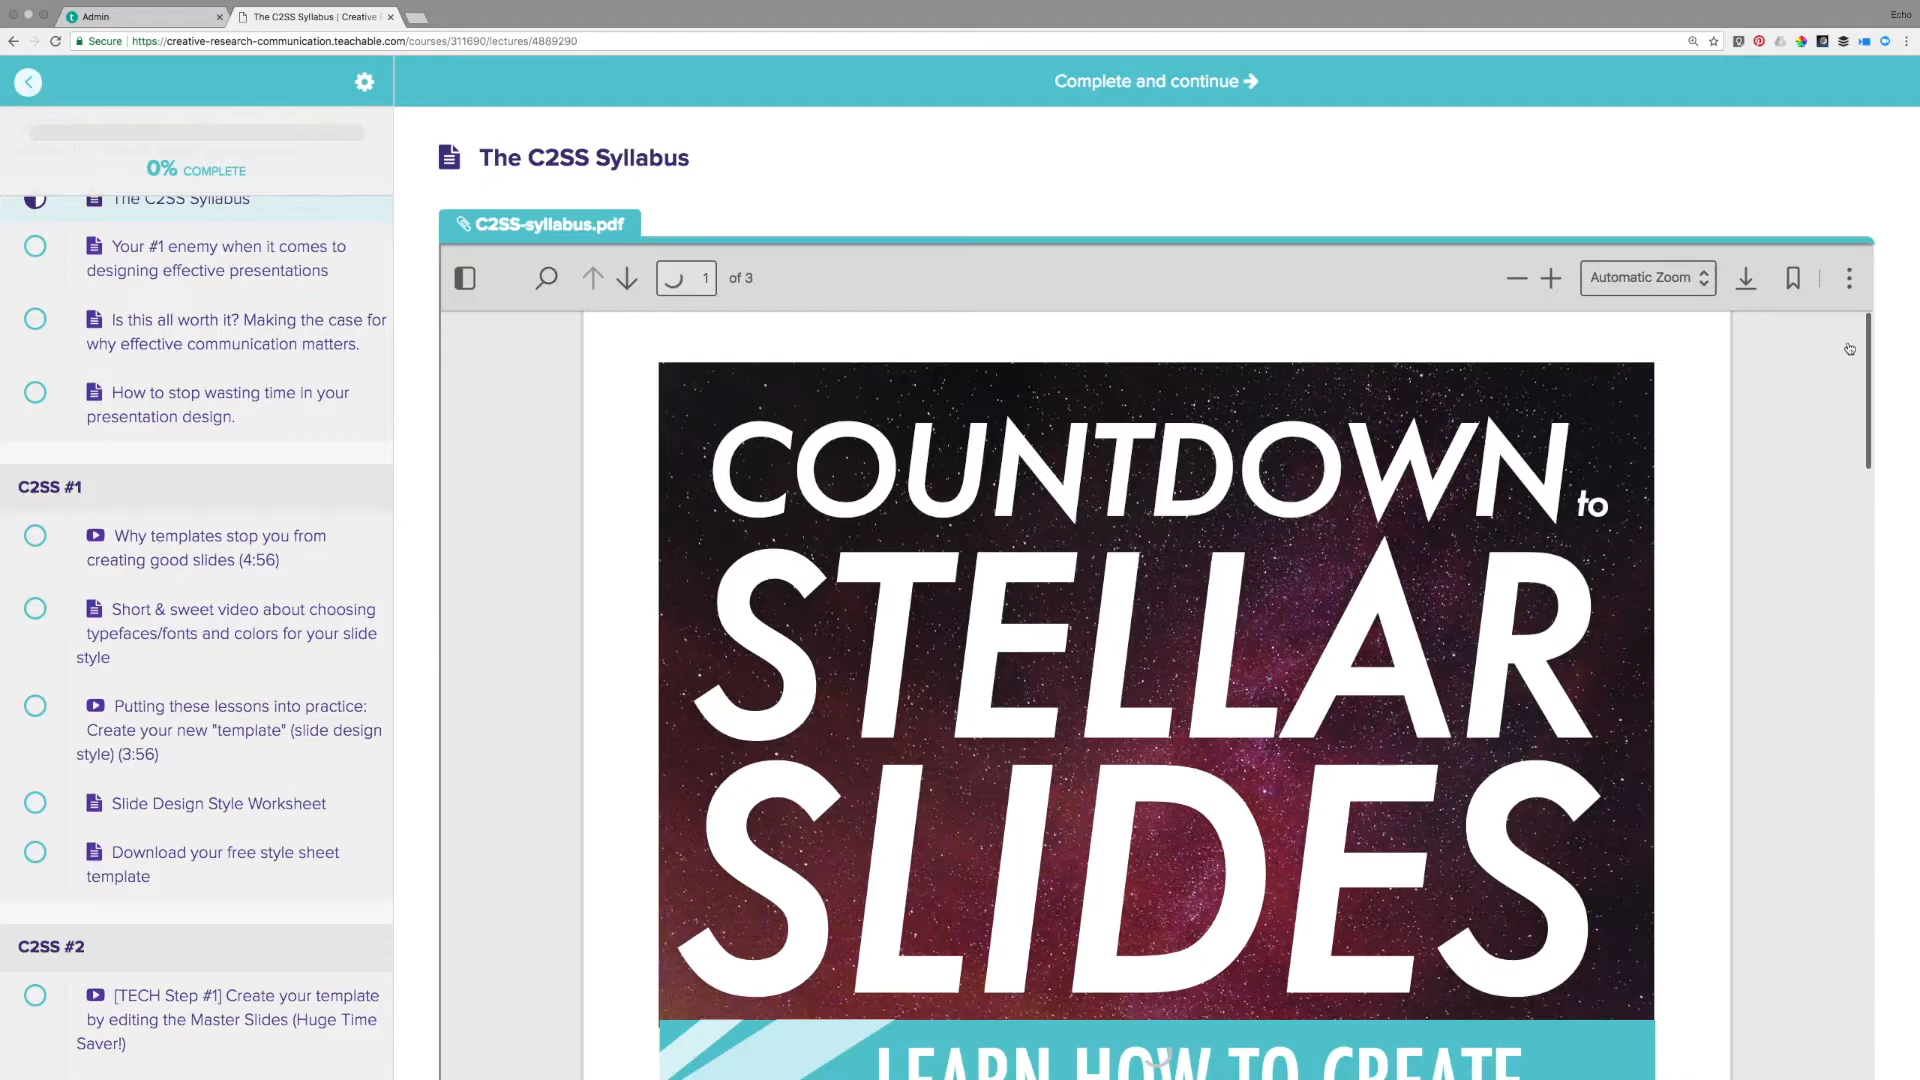 Admin
The C2SS Syllabus | Creative
Echo
Secure
https://creative-research-communication.teachable.com/courses/311690/lectures/4889290
Complete and continue
0% COMPLETE
The C2SS Syllabus
Your #1 enemy when it comes to
designing effective presentations
Is this all worth it? Making the case for
why effective communication matters.
How to stop wasting time in your
presentation design.
C2SS #1
Why templates stop you from
creating good slides (4:56)
Short & sweet video about choosing
typefaces/fonts and colors for your slide
style
Putting these lessons into practice:
Create your new "template" (slide design
style) (3:56)
Slide Design Style Worksheet
Download your free style sheet
template
C2SS #2
[TECH Step #1] Create your template
by editing the Master Slides (Huge Time
Saver!)
The C2SS Syllabus
C2SS-syllabus.pdf
1 of 3
Automatic Zoom
COUNTDOWN to
STELLAR
SLIDES
LEARN HOW TO CREATE